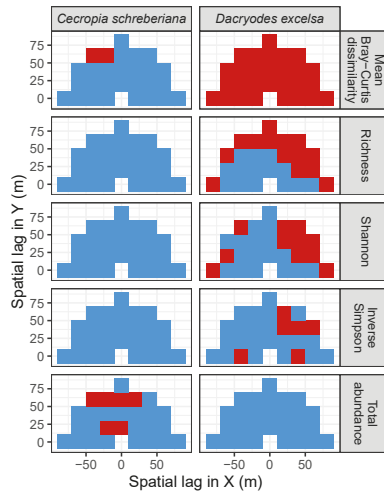 Cecropia schreberiana
Dacryodes excelsa
75
50
25
0
Mean
Bray−Curtis
dissimilarity
75
50
25
0
Richness
75
50
25
0
Shannon
75
50
25
0
Inverse
Simpson
75
50
25
0
Total
abundance
Spatial lag in Y (m)
−50 0 50 −50 0 50
Spatial lag in X (m)